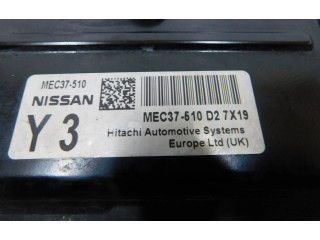 MEC37-510
NISSAN
Y 3
MEC37-510 D2 7X19
Hitachi Automotive Systems
Europe Ltd (UK)